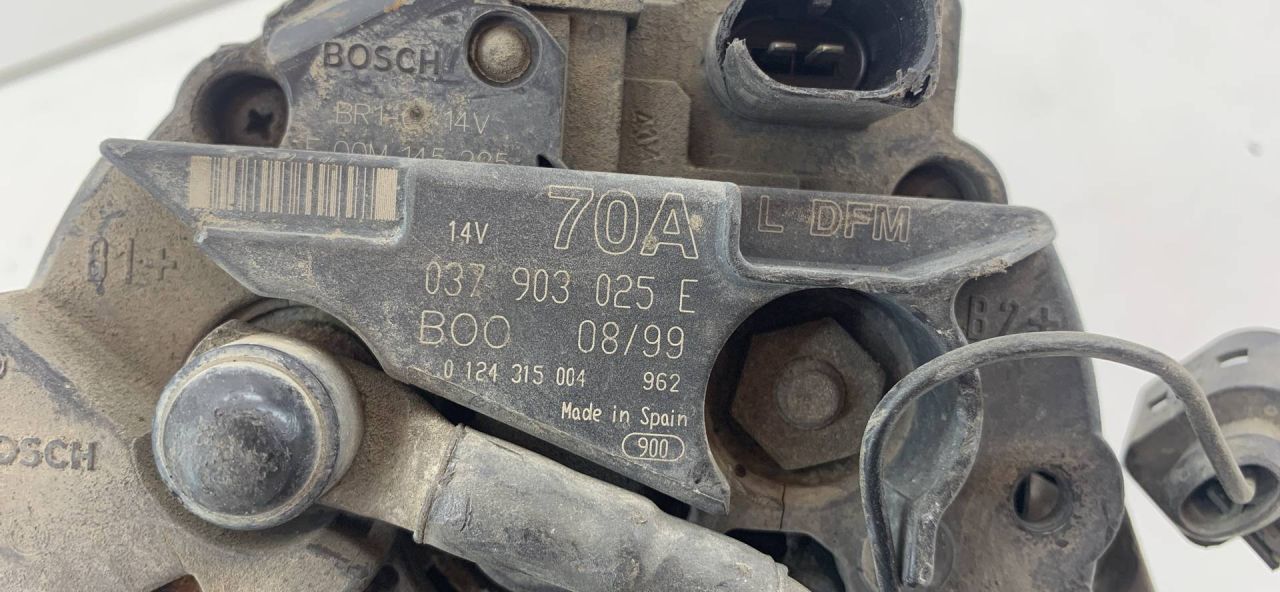 BOSCH
14V
B1+
70A
L DFM
14V
037 903 025 E
BOO 08/99
B2+
0 124 315 004 962
Made in Spain
900
BOSCH